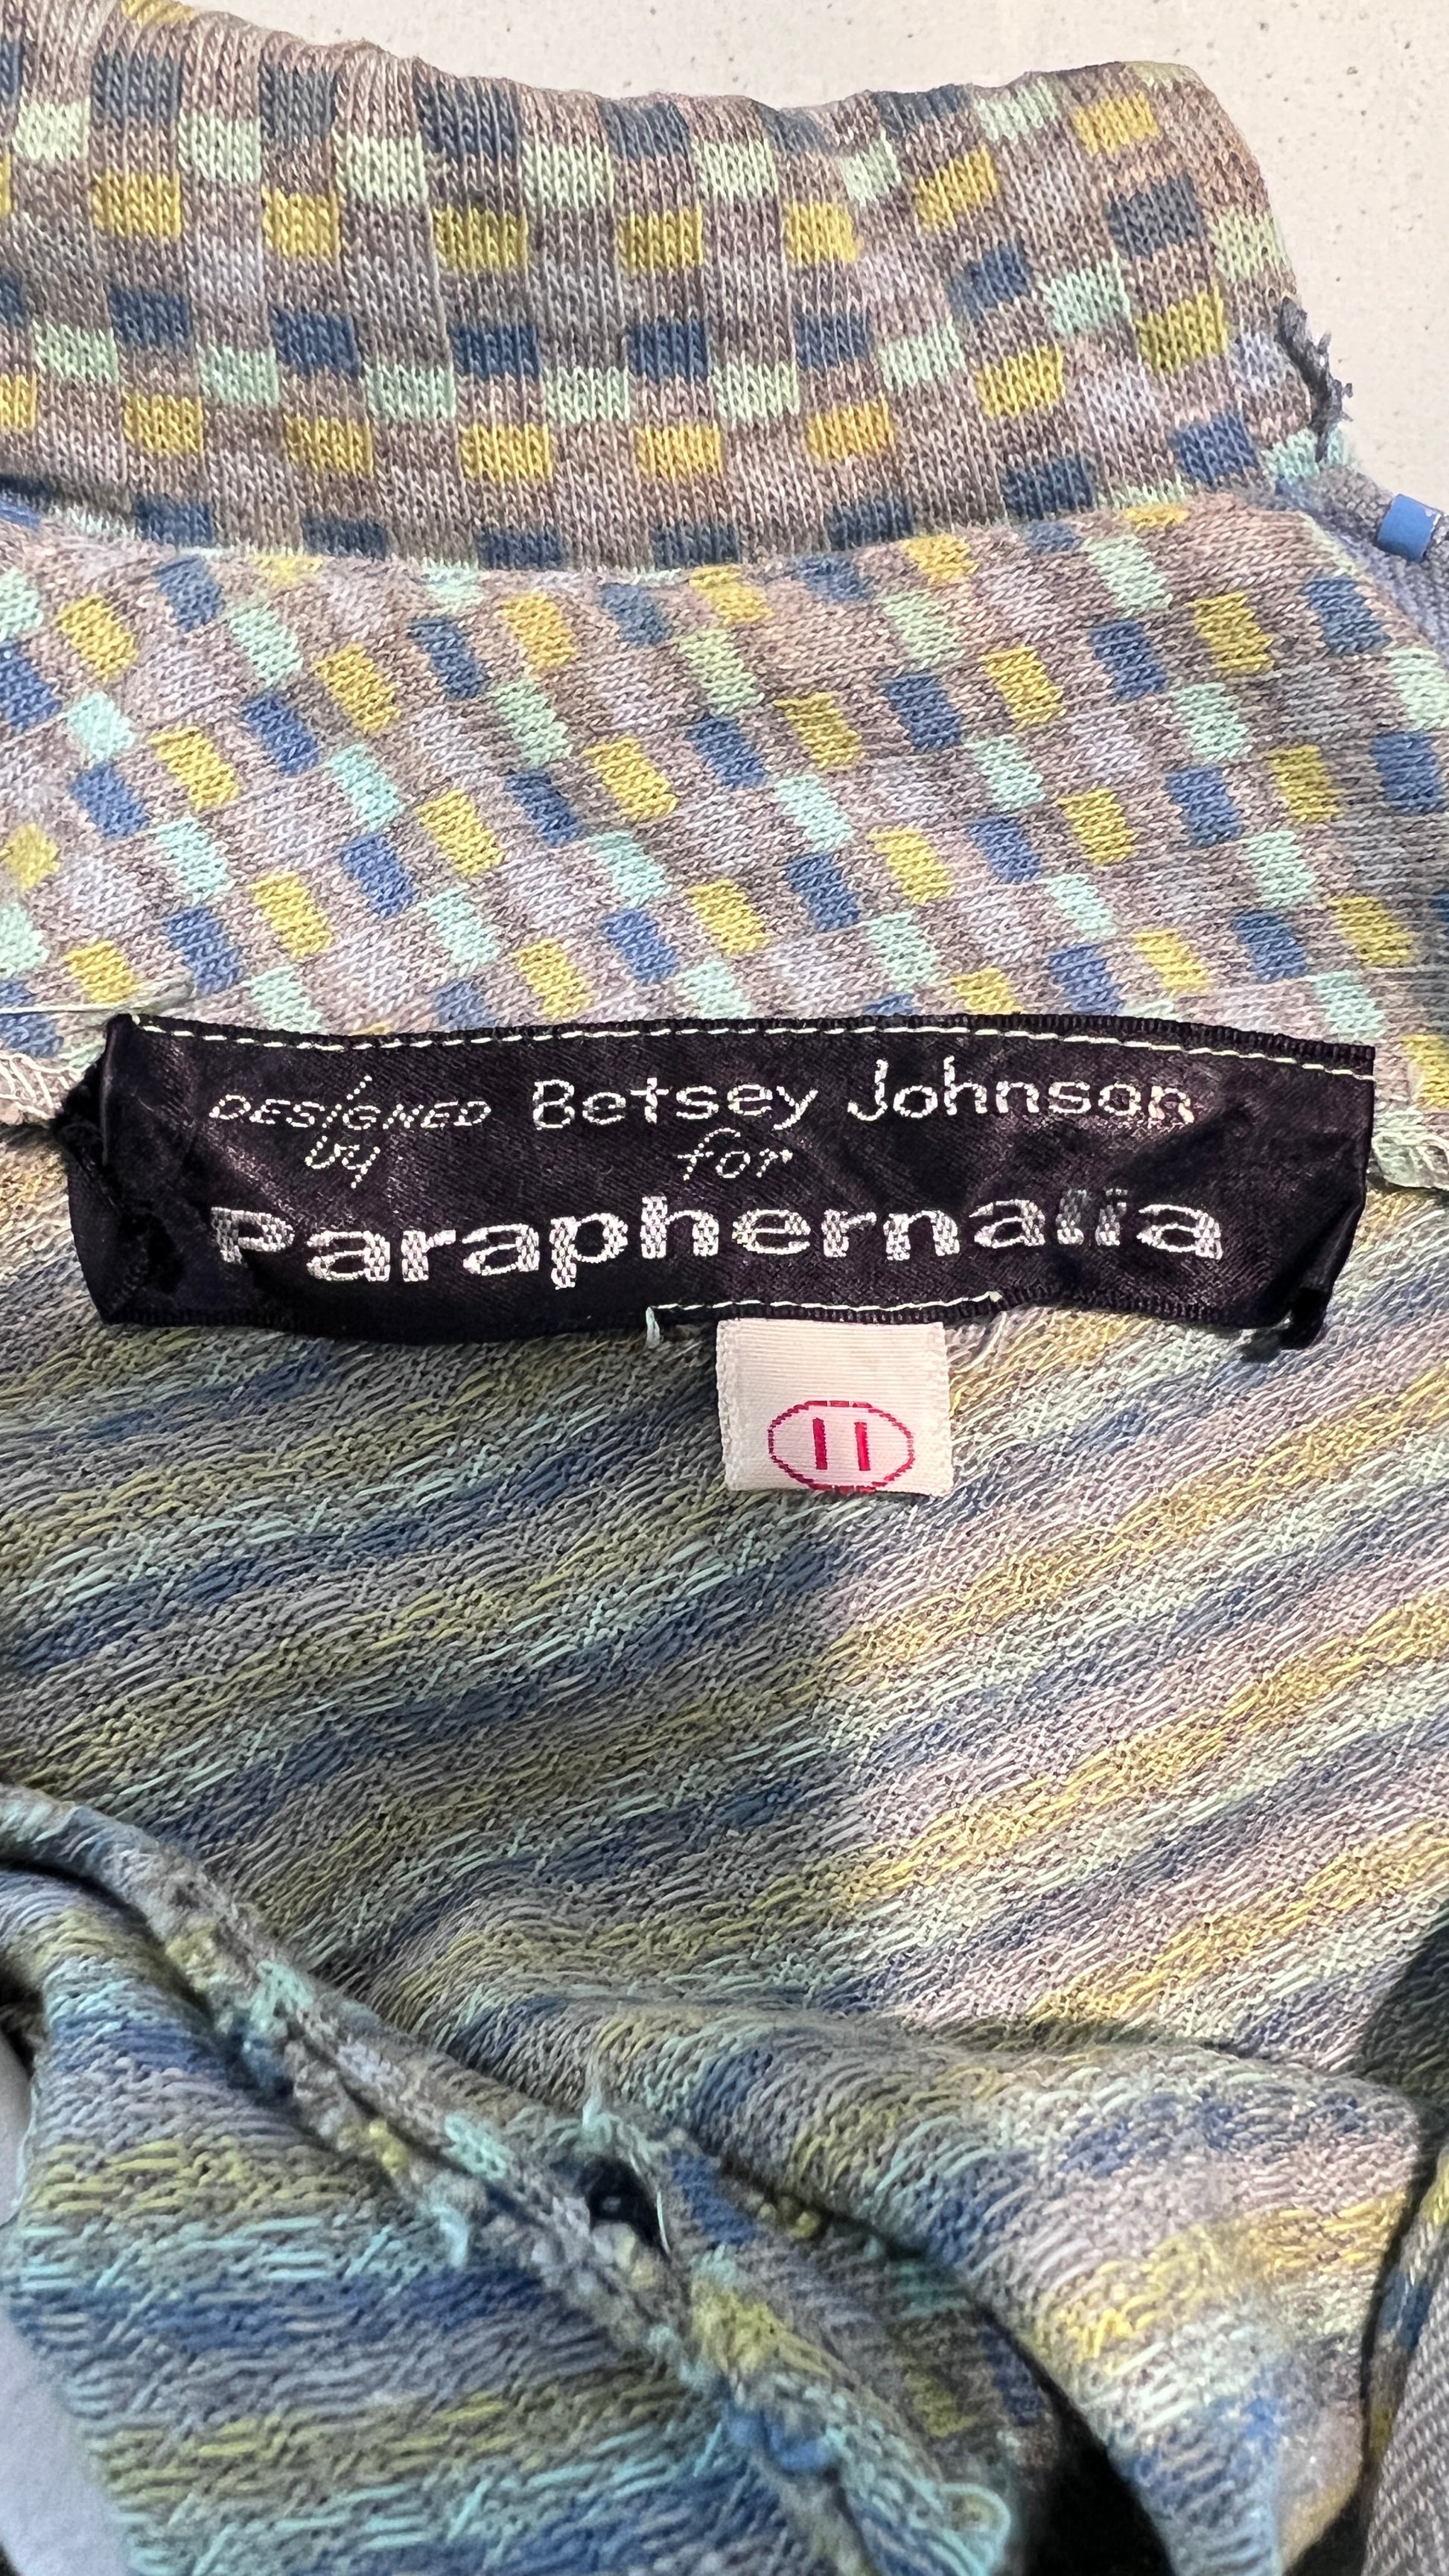 DESIGNED by Betsey Johnson
for
Paraphernalia
11